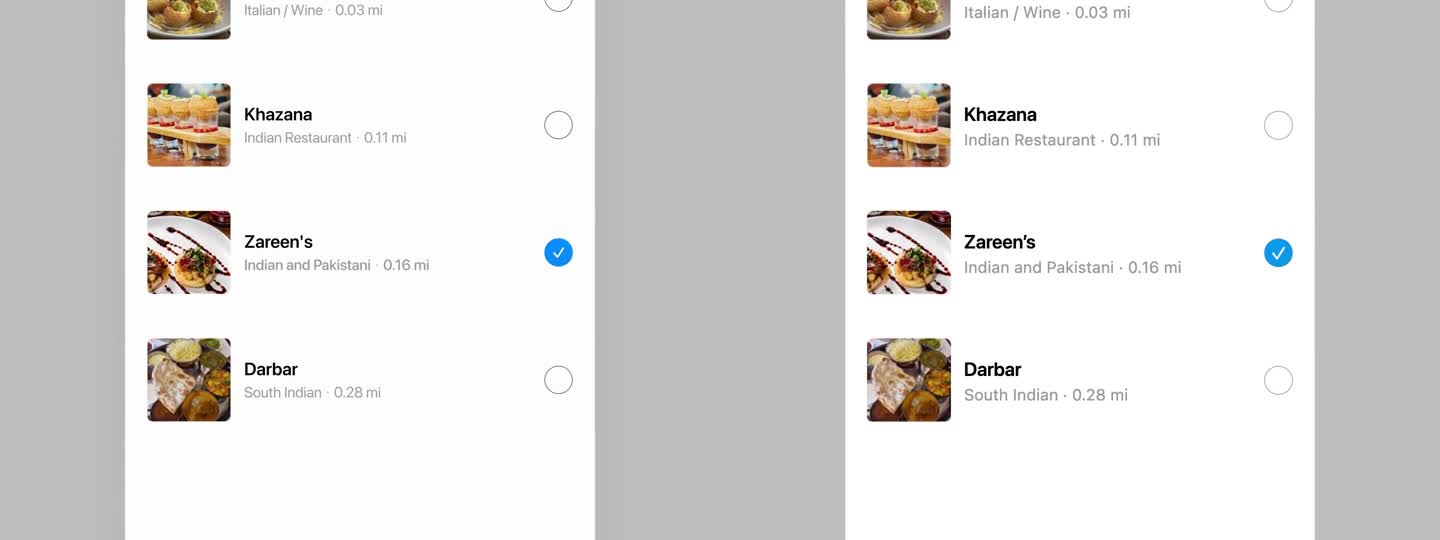 Italian / Wine · 0.03 mi
Khazana
Indian Restaurant · 0.11 mi
Zareen's
Indian and Pakistani · 0.16 mi
Darbar
South Indian · 0.28 mi
Italian / Wine · 0.03 mi
Khazana
Indian Restaurant · 0.11 mi
Zareen’s
Indian and Pakistani · 0.16 mi
Darbar
South Indian · 0.28 mi